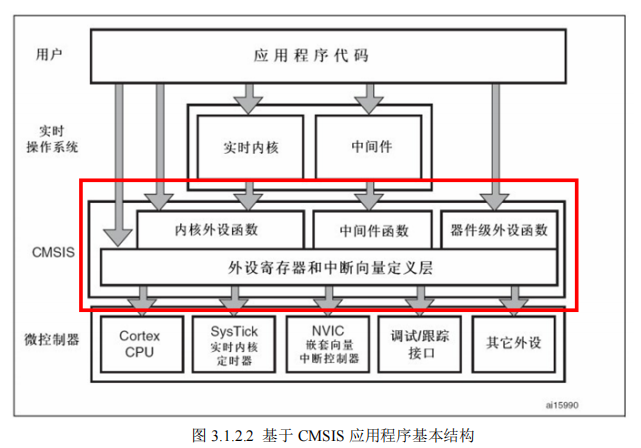 用户
应用程序代码
实时
操作系统
实时内核
中间件
CMSIS
内核外设函数
中间件函数
器件级外设函数
外设寄存器和中断向量定义层
微控制器
Cortex
CPU
SysTick
实时内核
定时器
NVIC
嵌套向量
中断控制器
调试/跟踪
接口
其它外设
ai15990
图 3.1.2.2 基于 CMSIS 应用程序基本结构